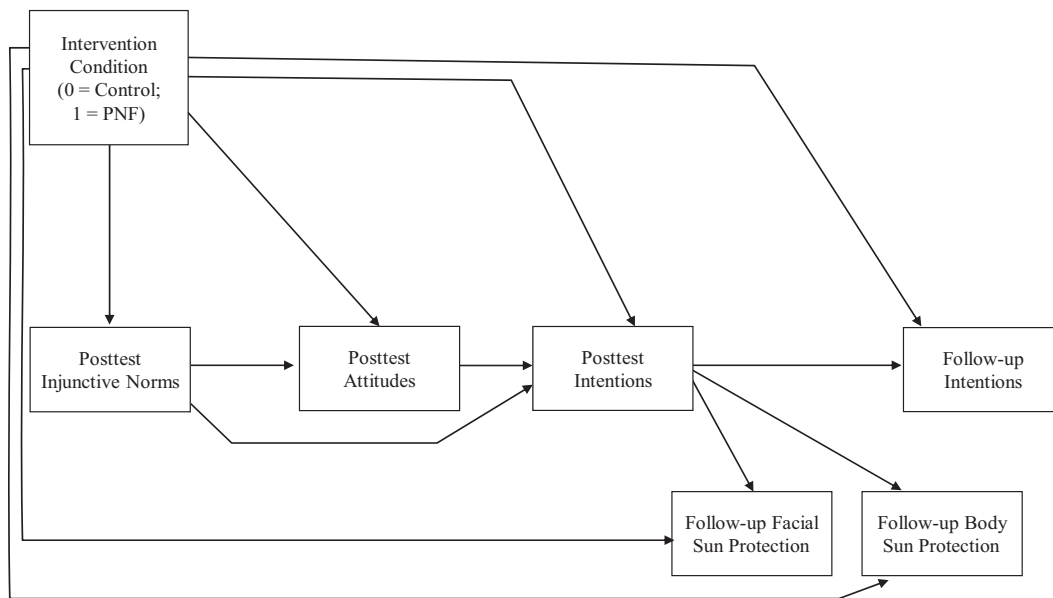 Intervention
Condition
(0 = Control;
1 = PNF)
Posttest
Injunctive Norms
Posttest
Attitudes
Posttest
Intentions
Follow-up
Intentions
Follow-up Facial
Sun Protection
Follow-up Body
Sun Protection